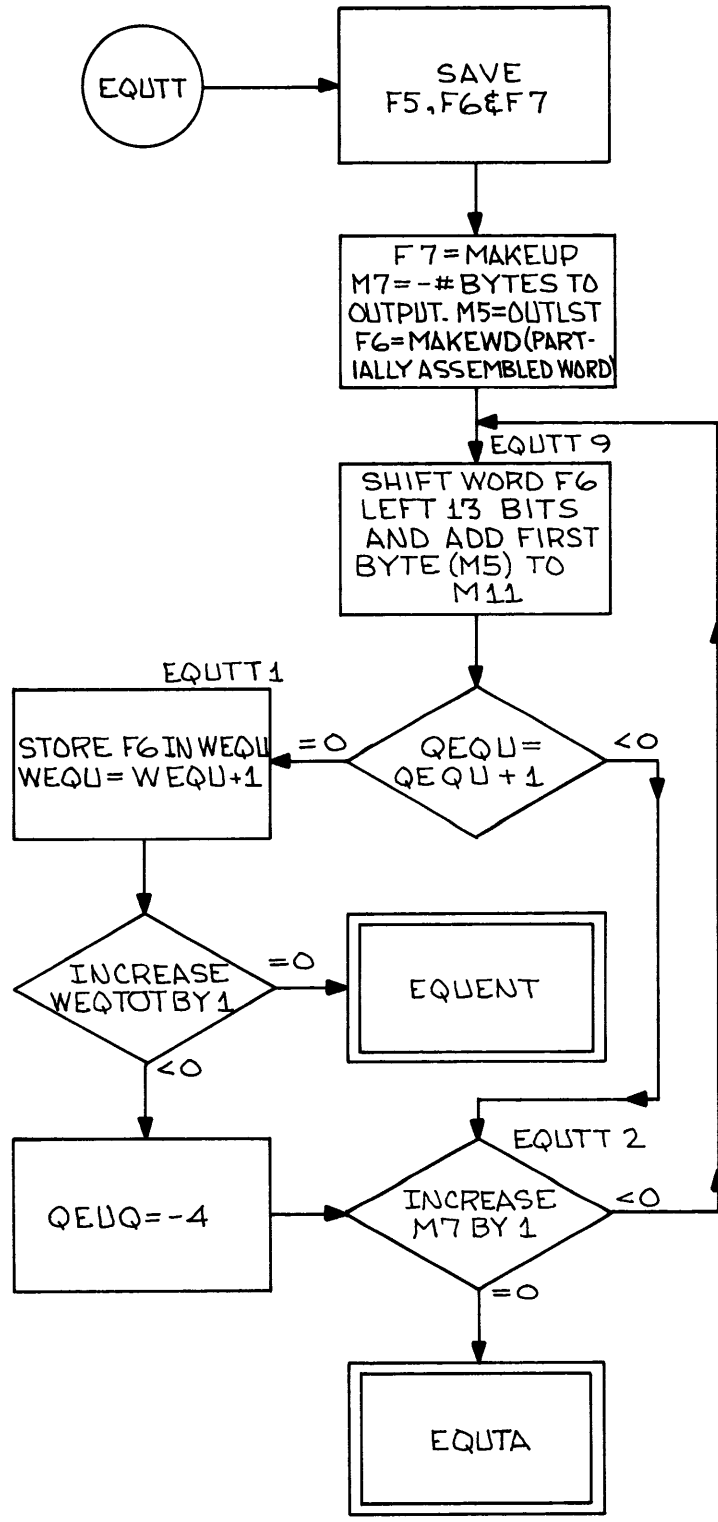 EQUTT
SAVE
F5, F6 & F7
F7=MAKEUP
M7=-# BYTES TO
OUTPUT. M5=OUTLST
F6=MAKEWD(PART-
IALLY ASSEMBLED WORD)
EQUTT 9
SHIFT WORD F6
LEFT 13 BITS
AND ADD FIRST
BYTE (M5) TO
M11
EQUTT 1
STORE F6 IN WEQU
WEQU=WEQU+1
=0
QEQU=
QEQU+1
<0
INCREASE
WEQTOT BY 1
=0
EQUENT
<0
EQUTT 2
QEUQ=-4
INCREASE
M7 BY 1
<0
=0
EQUTA